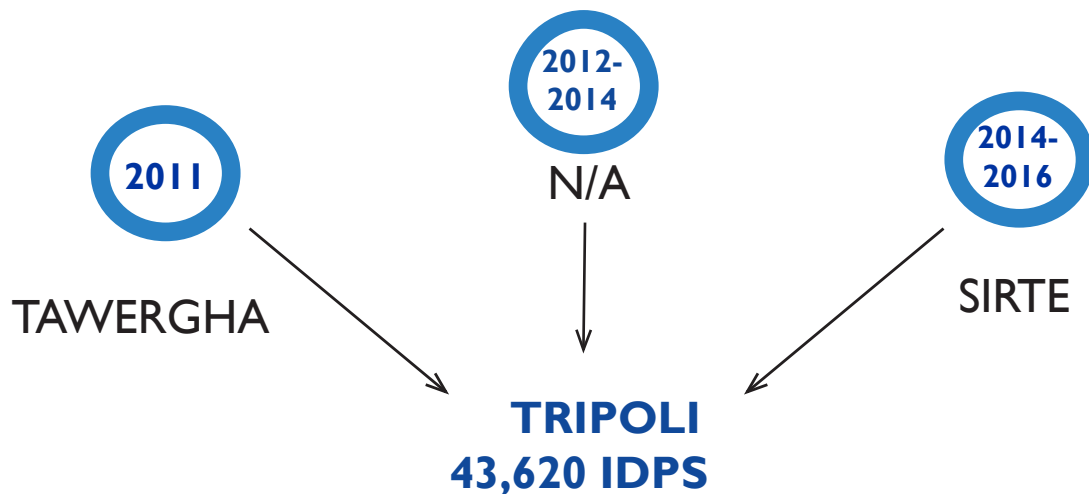 2011
TAWERGHA
2012-
2014
N/A
2014-
2016
SIRTE
TRIPOLI
43,620 IDPS